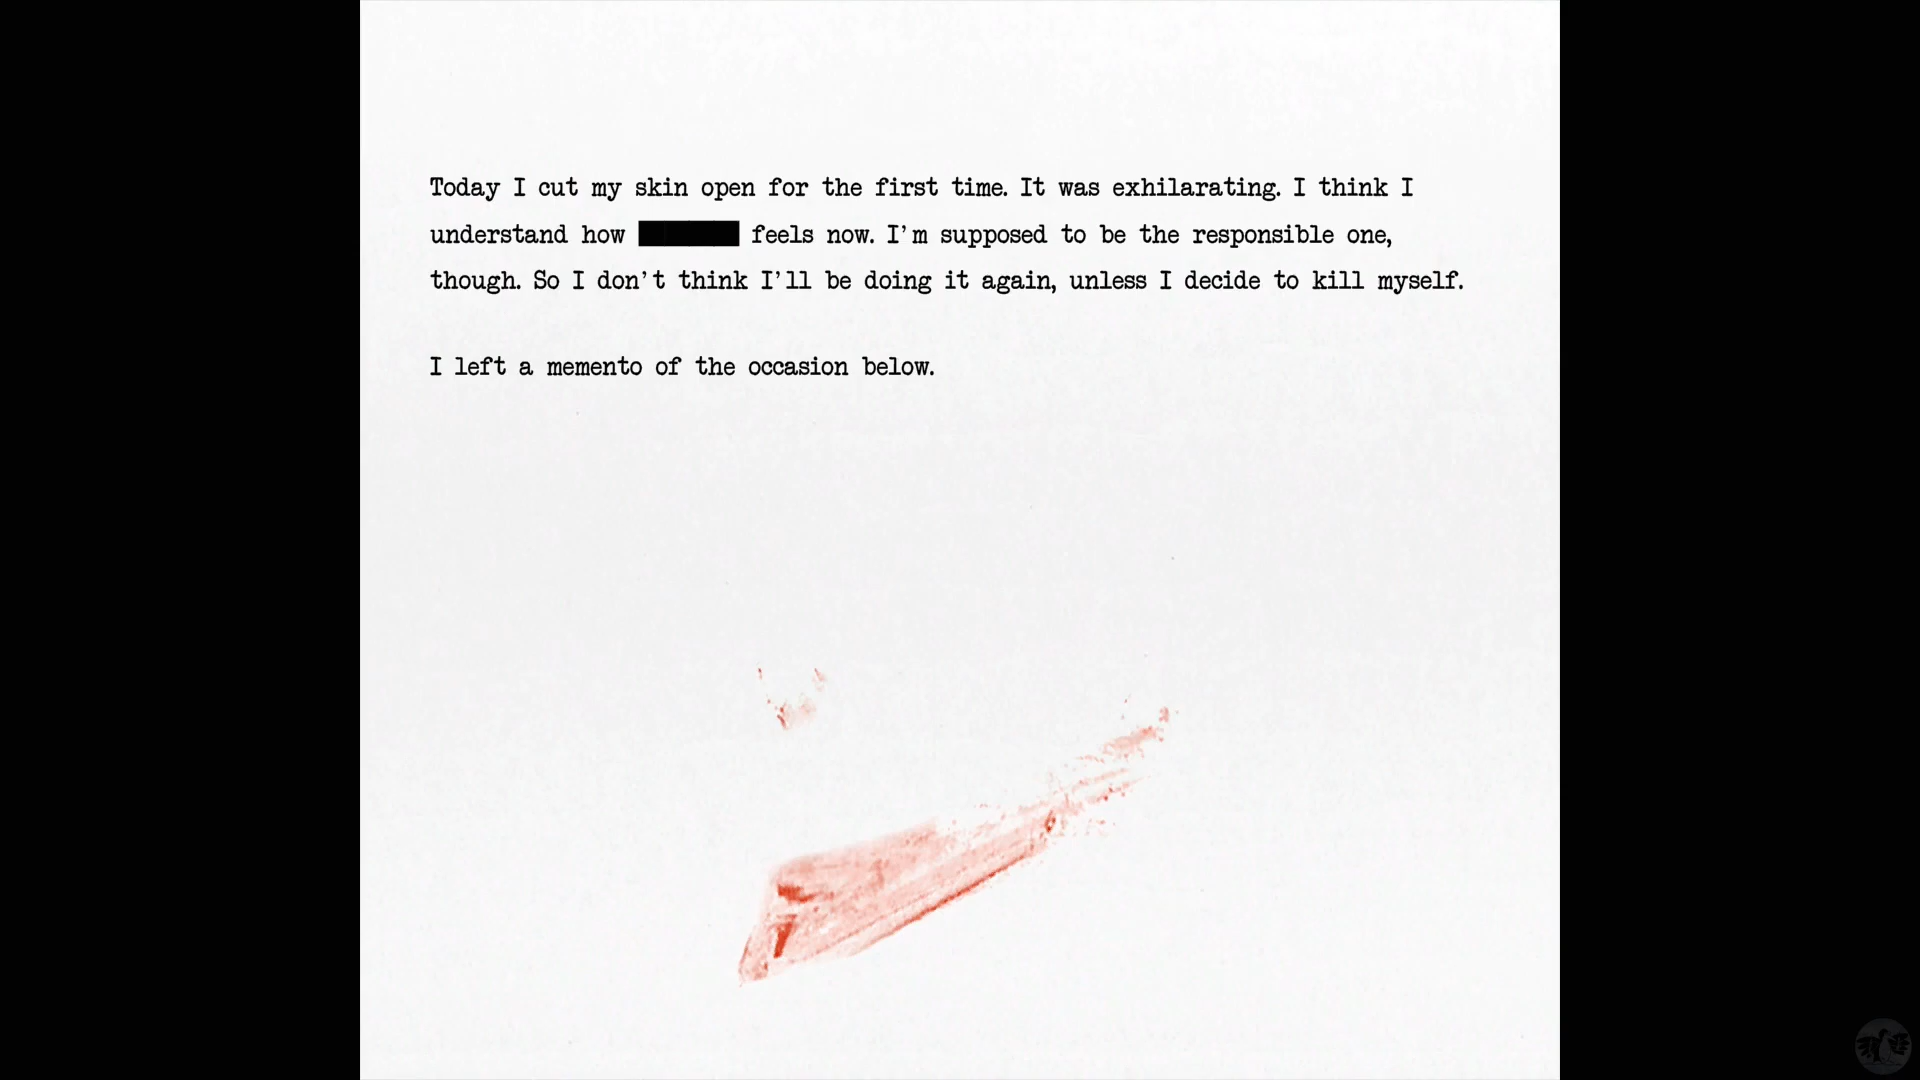 Today I cut my skin open for the first time. It was exhilarating. I think I
understand how feels now. I'm supposed to be the responsible one,
though. So I don't think I'll be doing it again, unless I decide to kill myself.
I left a memento of the occasion below.